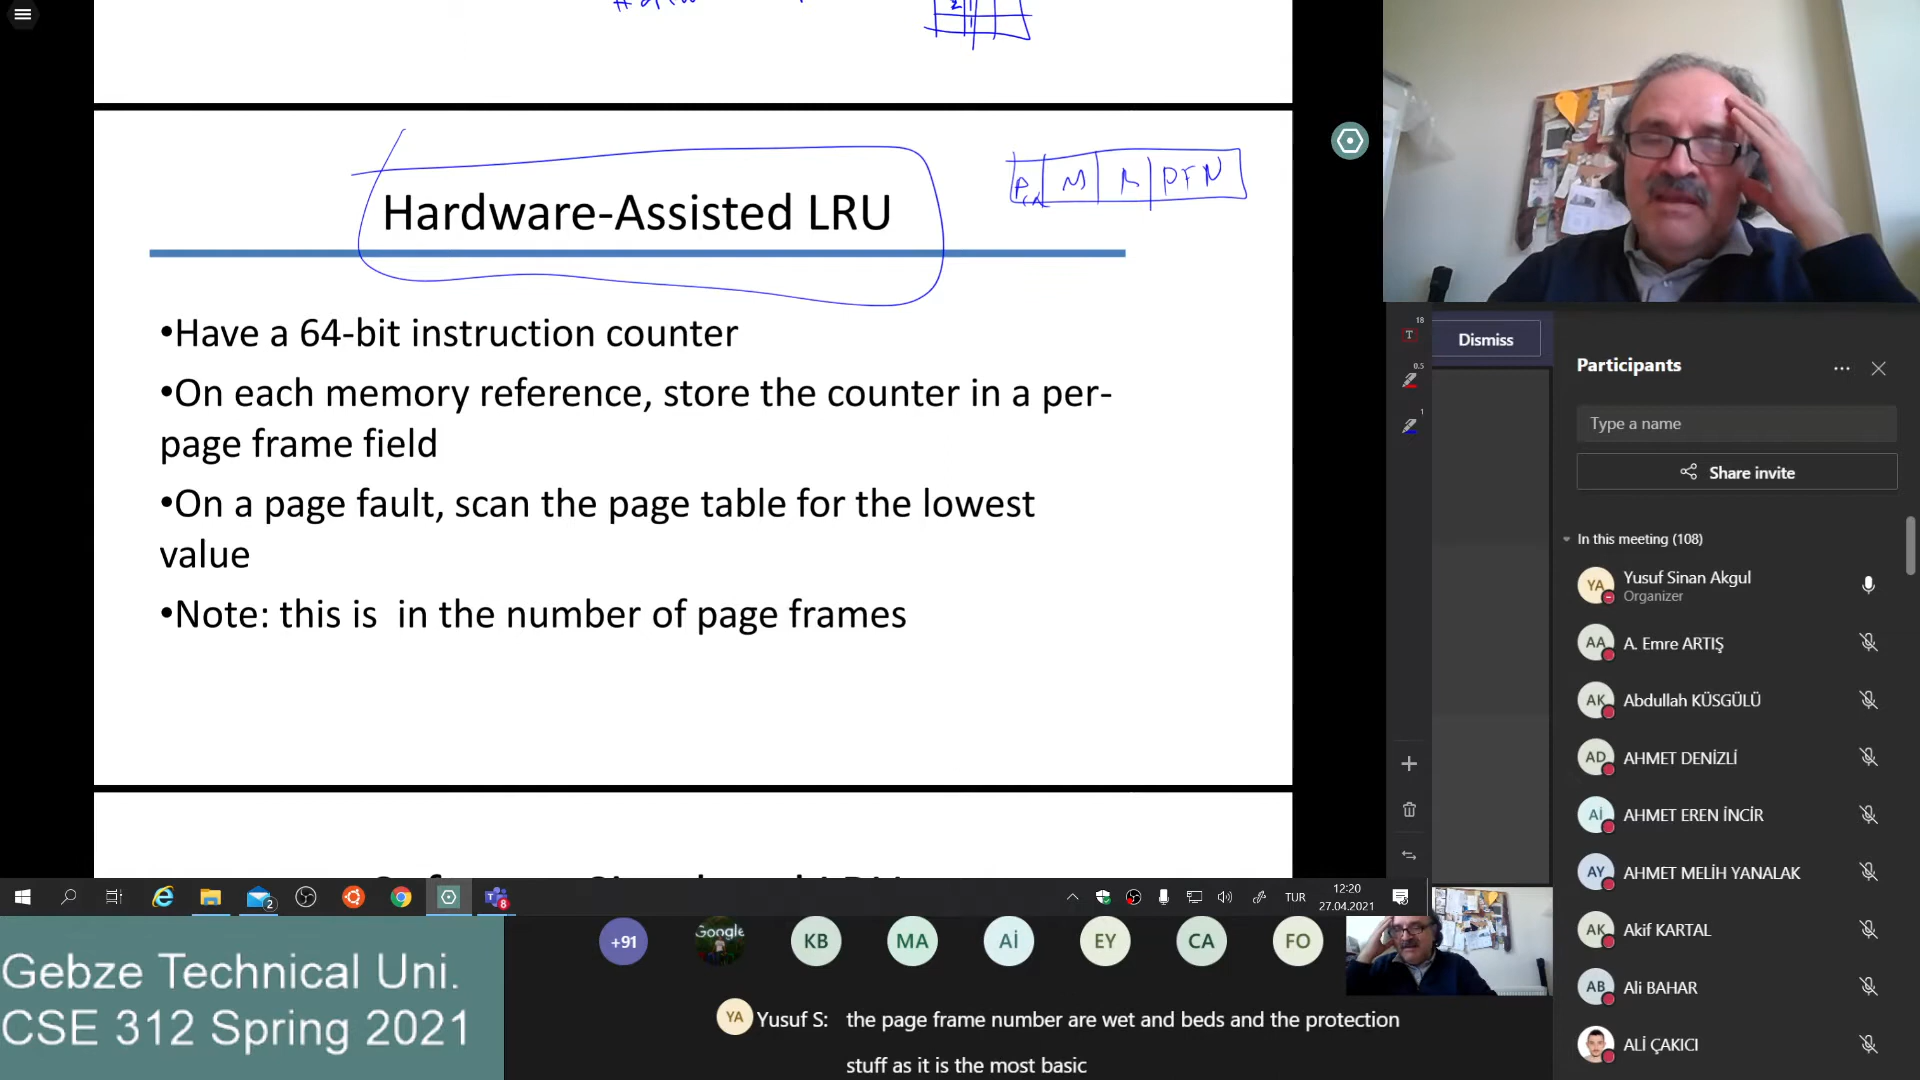 Hardware-Assisted LRU
M R PFN
•Have a 64-bit instruction counter
•On each memory reference, store the counter in a per-
page frame field
•On a page fault, scan the page table for the lowest
value
•Note: this is  in the number of page frames
18
T
0.5
1
Dismiss
Participants
Type a name
Share invite
In this meeting (108)
YA
Yusuf Sinan Akgul
Organizer
AA
A. Emre ARTIŞ
AK
Abdullah KÜSGÜLÜ
AD
AHMET DENİZLİ
Aİ
AHMET EREN İNCİR
AY
AHMET MELİH YANALAK
AK
Akif KARTAL
AB
Ali BAHAR
ALİ ÇAKICI
2
8
TUR
12:20
27.04.2021
+91
Google
KB
MA
Aİ
EY
CA
FO
Gebze Technical Uni.
CSE 312 Spring 2021
YA
Yusuf S: the page frame number are wet and beds and the protection
stuff as it is the most basic